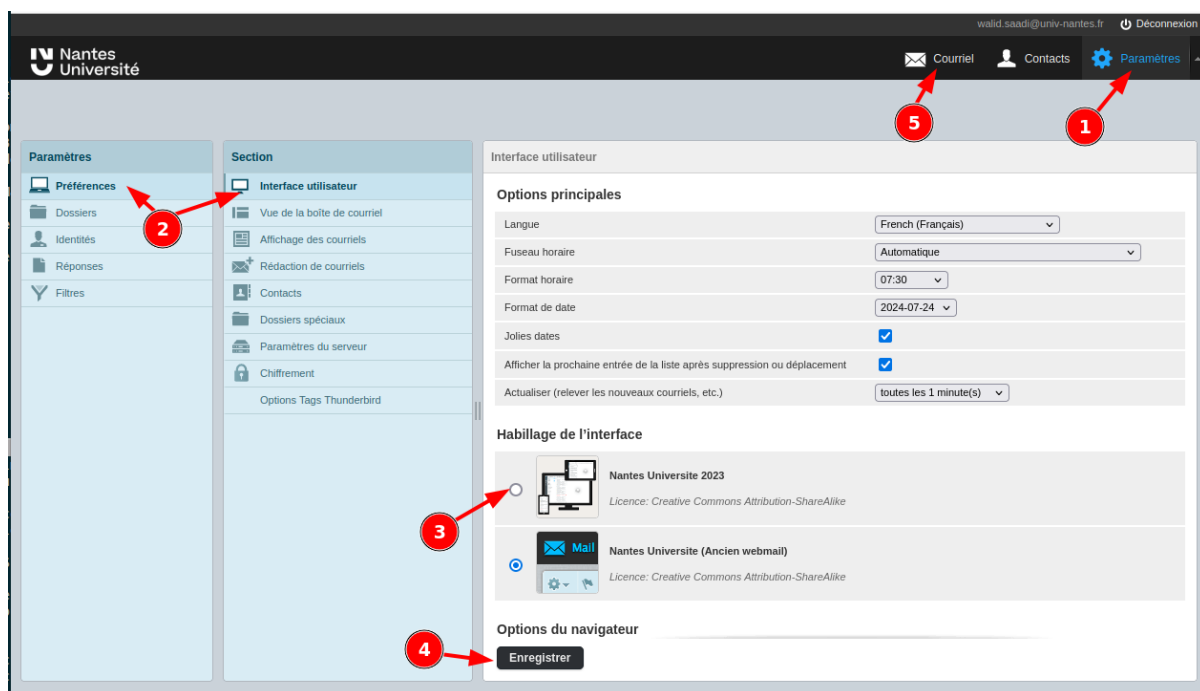 walid.saadi@univ-nantes.fr Déconnexion
Nantes
Université
Courriel Contacts Paramètres
5
1
Paramètres
Préférences
Dossiers
Identités
Réponses
Filtres
2
Section
Interface utilisateur
Vue de la boîte de courriel
Affichage des courriels
Rédaction de courriels
Contacts
Dossiers spéciaux
Paramètres du serveur
Chiffrement
Options Tags Thunderbird
Interface utilisateur
Options principales
Langue French (Français)
Fuseau horaire Automatique
Format horaire 07:30
Format de date 2024-07-24
Jolies dates
Afficher la prochaine entrée de la liste après suppression ou déplacement
Actualiser (relever les nouveaux courriels, etc.) toutes les 1 minute(s)
Habillage de l'interface
Nantes Universite 2023
Licence: Creative Commons Attribution-ShareAlike
3
Mail
Nantes Universite (Ancien webmail)
Licence: Creative Commons Attribution-ShareAlike
Options du navigateur
4
Enregistrer